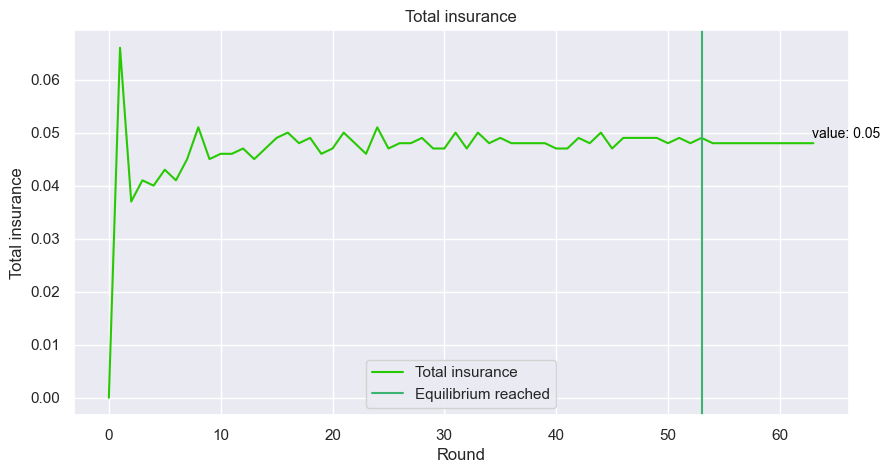 Total insurance
Total insurance
0.06
0.05
0.04
0.03
0.02
0.01
0.00
value: 0.05
Total insurance
Equilibrium reached
0 10 20 30 40 50 60
Round